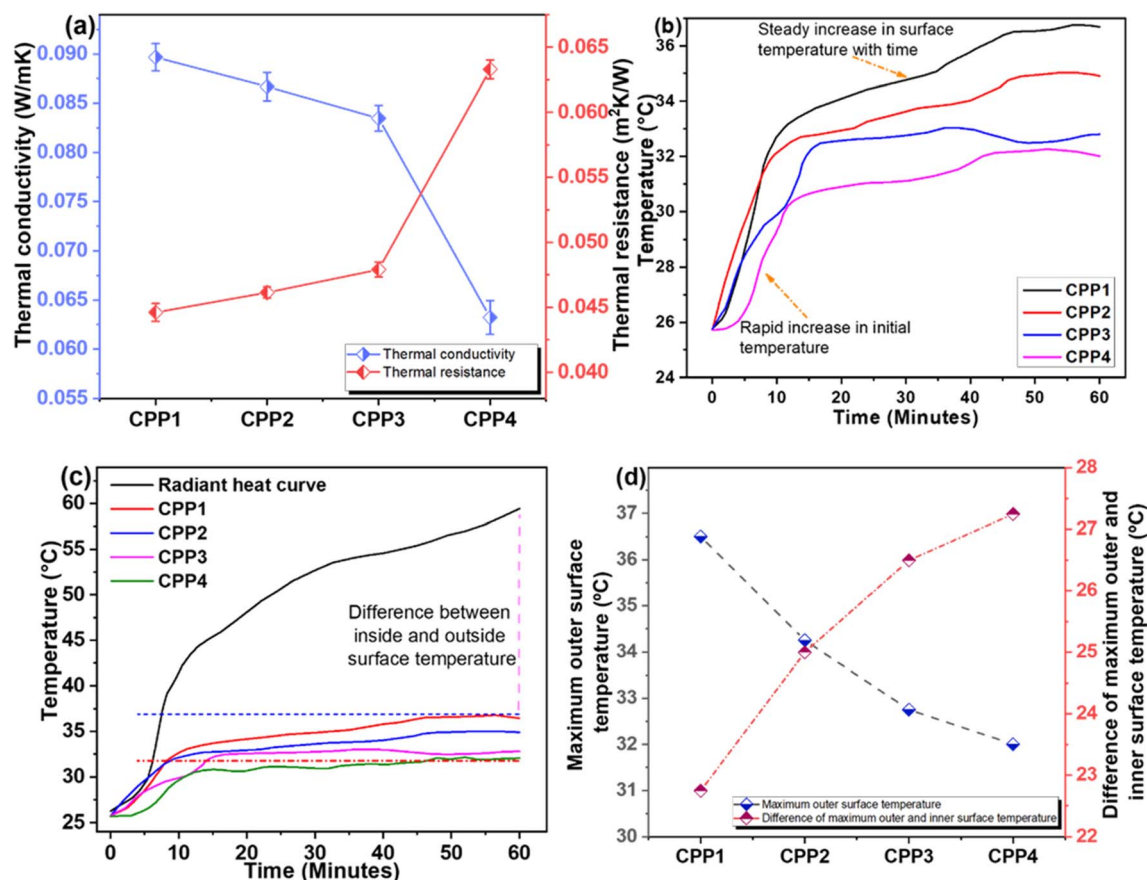 (a)
Thermal conductivity (W/mK)
0.090
0.085
0.080
0.075
0.070
0.065
0.060
0.055
0.065
0.060
0.055
0.050
0.045
0.040
Thermal resistance (m²K/W)
Thermal conductivity
Thermal resistance
CPP1 CPP2 CPP3 CPP4
(b)
Steady increase in surface
temperature with time
Temperature (°C)
36
34
32
30
28
26
24
Rapid increase in initial
temperature
CPP1
CPP2
CPP3
CPP4
0 10 20 30 40 50 60
Time (Minutes)
(c)
Radiant heat curve
CPP1
CPP2
CPP3
CPP4
Temperature (°C)
60
55
50
45
40
35
30
25
Difference between
inside and outside
surface temperature
0 10 20 30 40 50 60
Time (Minutes)
(d)
Maximum outer surface
temperature (ºC)
37
36
35
34
33
32
31
30
28
27
26
25
24
23
22
Difference of maximum outer and
inner surface temperature (ºC)
Maximum outer surface temperature
Difference of maximum outer and inner surface temperature
CPP1 CPP2 CPP3 CPP4